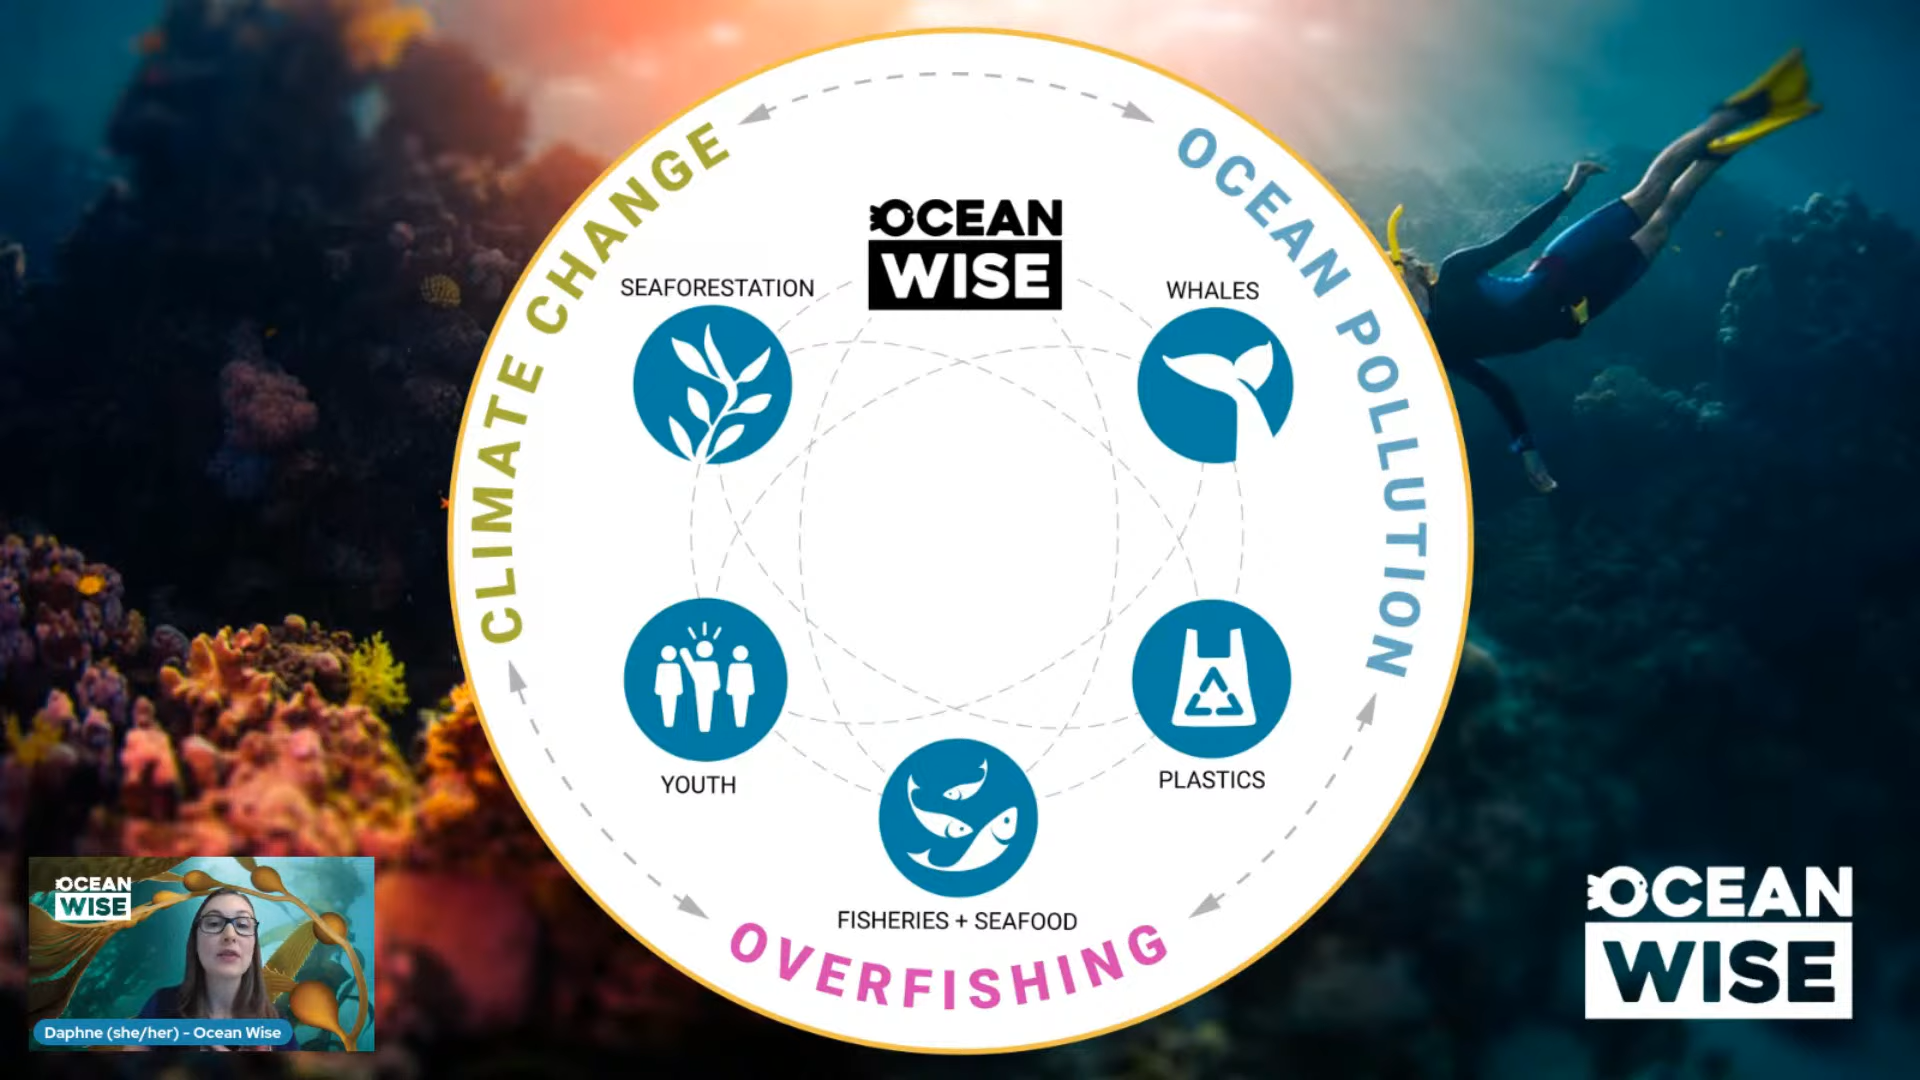 CLIMATE CHANGE
OCEAN POLLUTION
OCEAN
WISE
SEAFORESTATION
WHALES
YOUTH
PLASTICS
FISHERIES + SEAFOOD
OVERFISHING
OCEAN
WISE
Daphne (she/her) - Ocean Wise
OCEAN
WISE